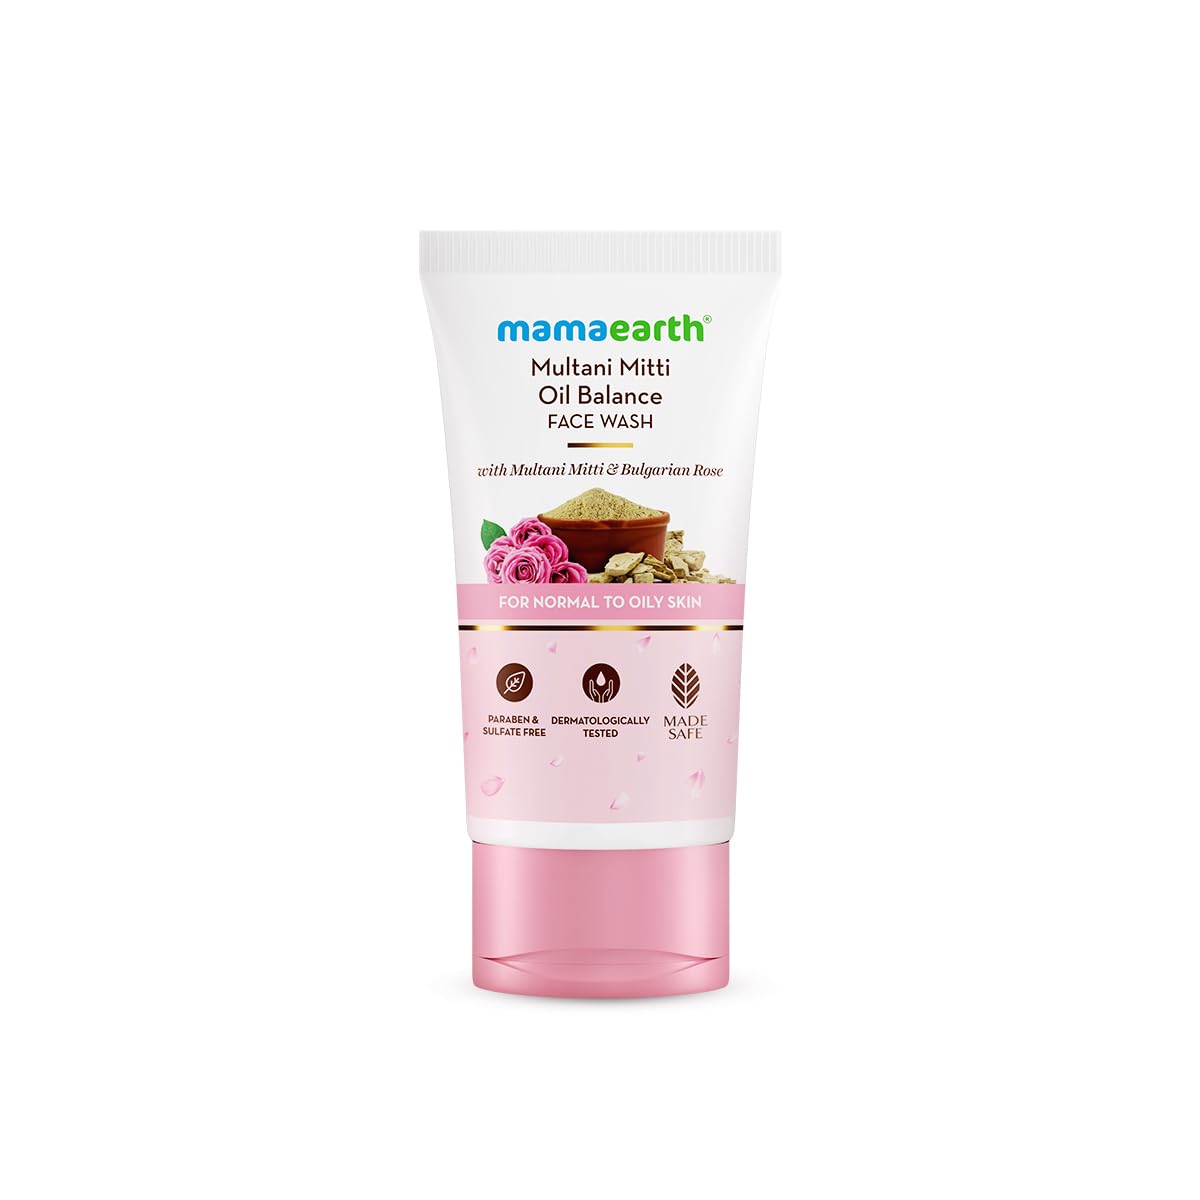 mamaearth®
Multani Mitti
Oil Balance
FACE WASH
with Multani Mitti & Bulgarian Rose
FOR NORMAL TO OILY SKIN
PARABEN &
SULFATE FREE
DERMATOLOGICALLY
TESTED
MADE
SAFE